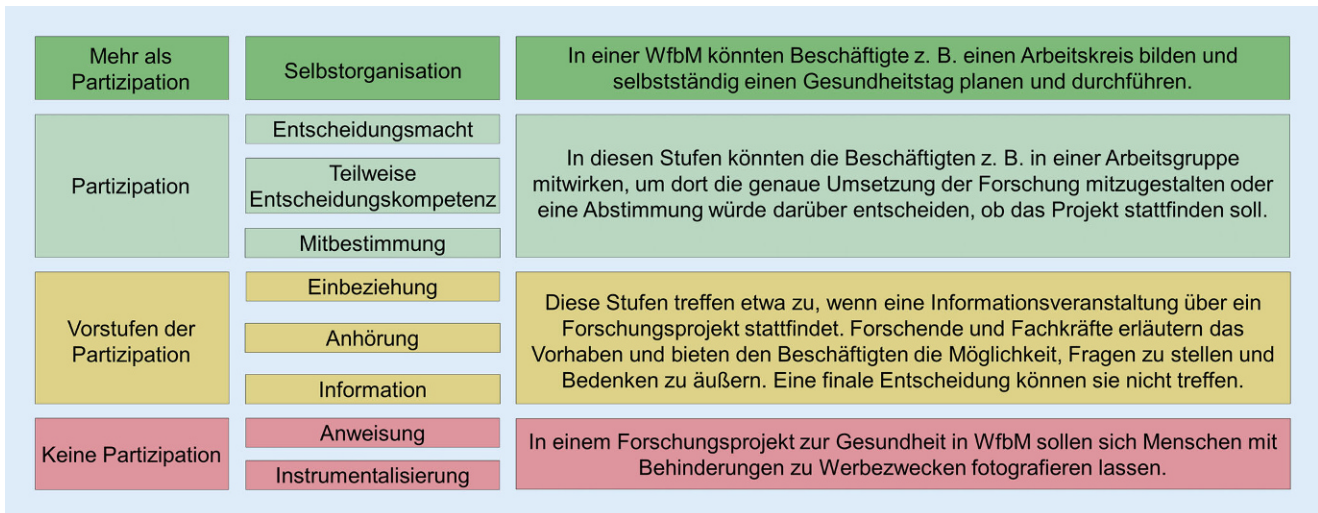 Mehr als
Partizipation
Selbstorganisation
In einer WfbM könnten Beschäftigte z. B. einen Arbeitskreis bilden und
selbstständig einen Gesundheitstag planen und durchführen.
Partizipation
Entscheidungsmacht
Teilweise
Entscheidungskompetenz
Mitbestimmung
In diesen Stufen könnten die Beschäftigten z. B. in einer Arbeitsgruppe
mitwirken, um dort die genaue Umsetzung der Forschung mitzugestalten oder
eine Abstimmung würde darüber entscheiden, ob das Projekt stattfinden soll.
Vorstufen der
Partizipation
Einbeziehung
Anhörung
Information
Diese Stufen treffen etwa zu, wenn eine Informationsveranstaltung über ein
Forschungsprojekt stattfindet. Forschende und Fachkräfte erläutern das
Vorhaben und bieten den Beschäftigten die Möglichkeit, Fragen zu stellen und
Bedenken zu äußern. Eine finale Entscheidung können sie nicht treffen.
Keine Partizipation
Anweisung
Instrumentalisierung
In einem Forschungsprojekt zur Gesundheit in WfbM sollen sich Menschen mit
Behinderungen zu Werbezwecken fotografieren lassen.